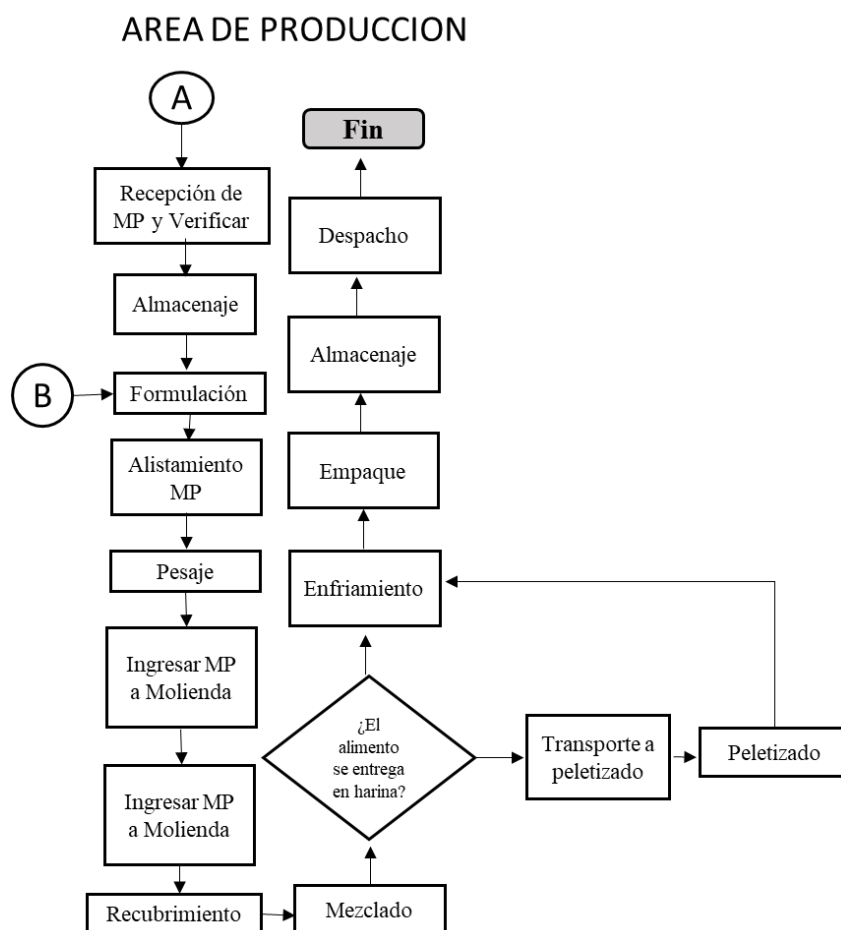 AREA DE PRODUCCION
A
Recepción de
MP y Verificar
Almacenaje
B
Formulación
Alistamiento
MP
Pesaje
Ingresar MP
a Molienda
Ingresar MP
a Molienda
Recubrimiento
Mezclado
¿El
alimento
se entrega
en harina?
Transporte a
peletizado
Peletizado
Enfriamiento
Empaque
Almacenaje
Despacho
Fin